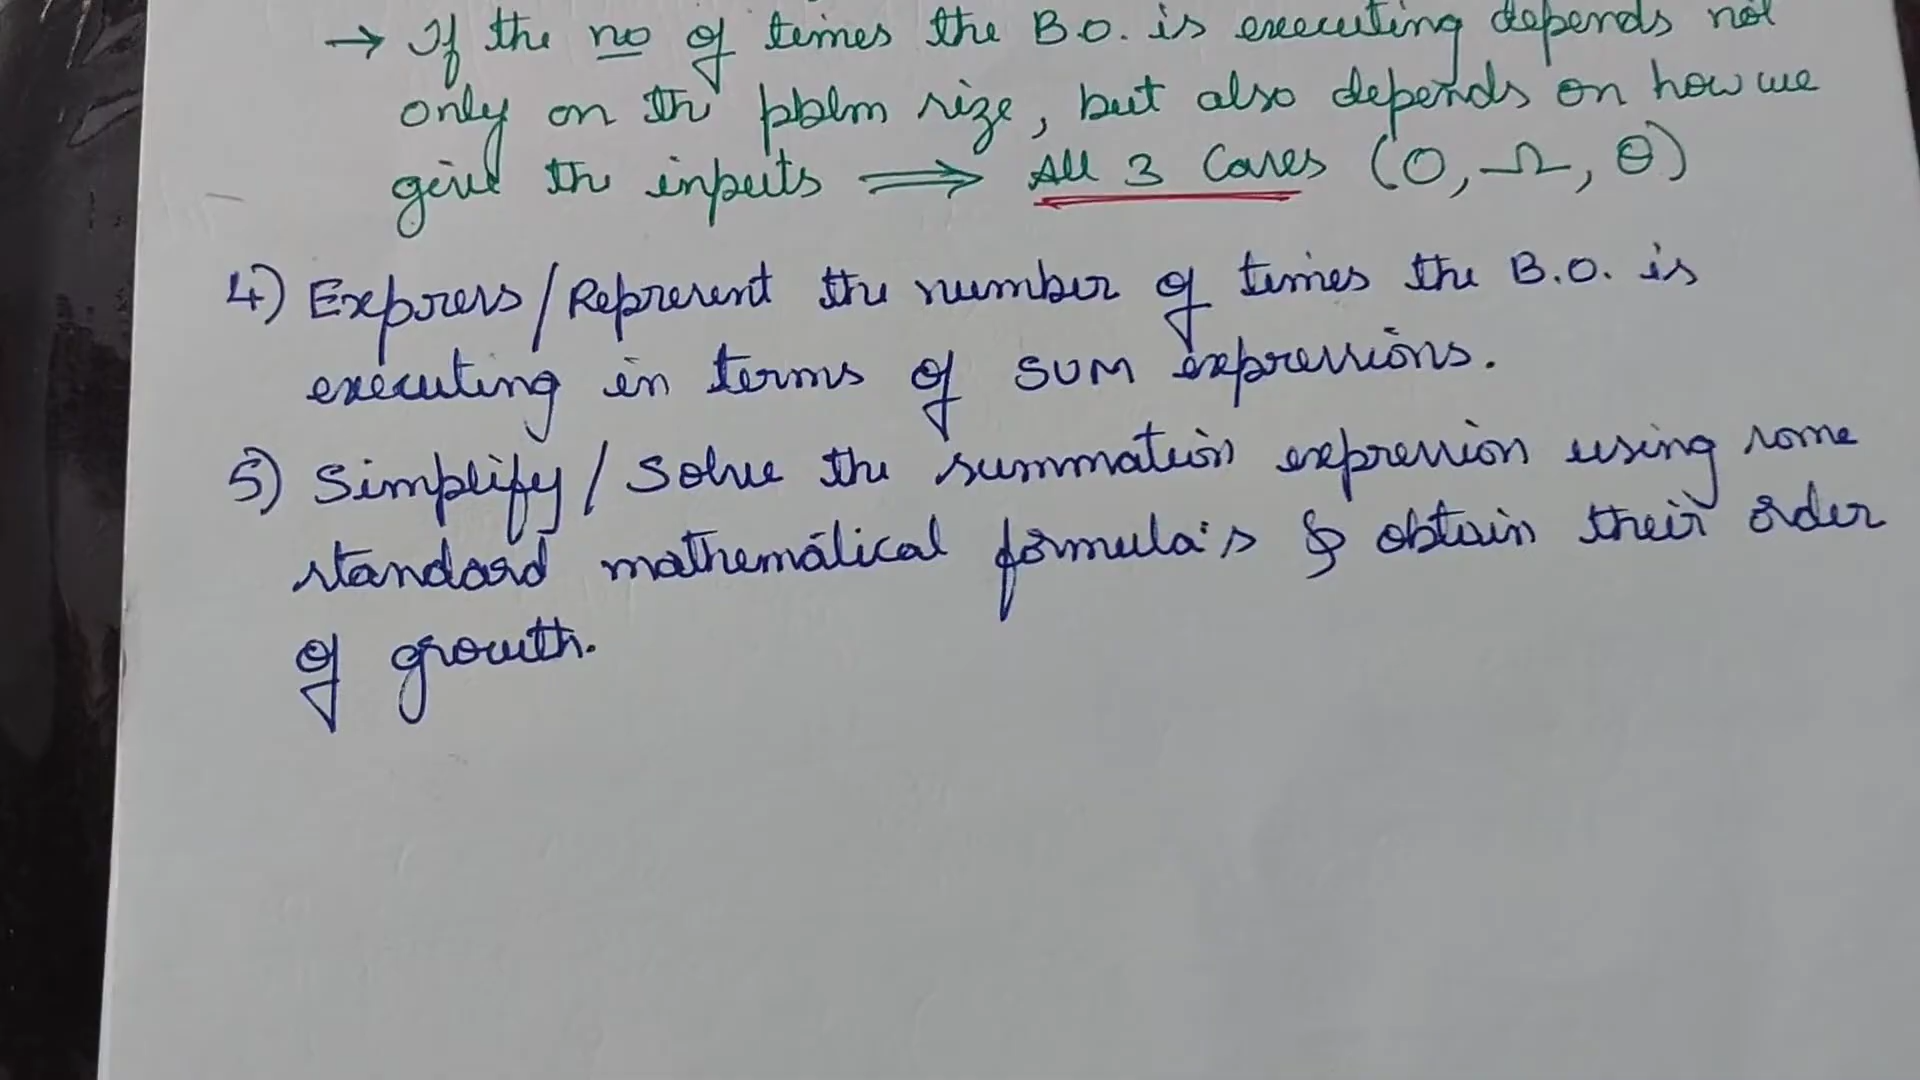 → If the no of times the B.O. is executing depends not
only on the pblm size, but also depends on how we
give the inputs ⟹ All 3 Cases (O, Ω, Θ)
4) Express/Represent the number of times the B.O. is
executing in terms of SUM expressions.
5) Simplify/Solve the summation expression using some
standard mathematical formula's & obtain their order
of growth.